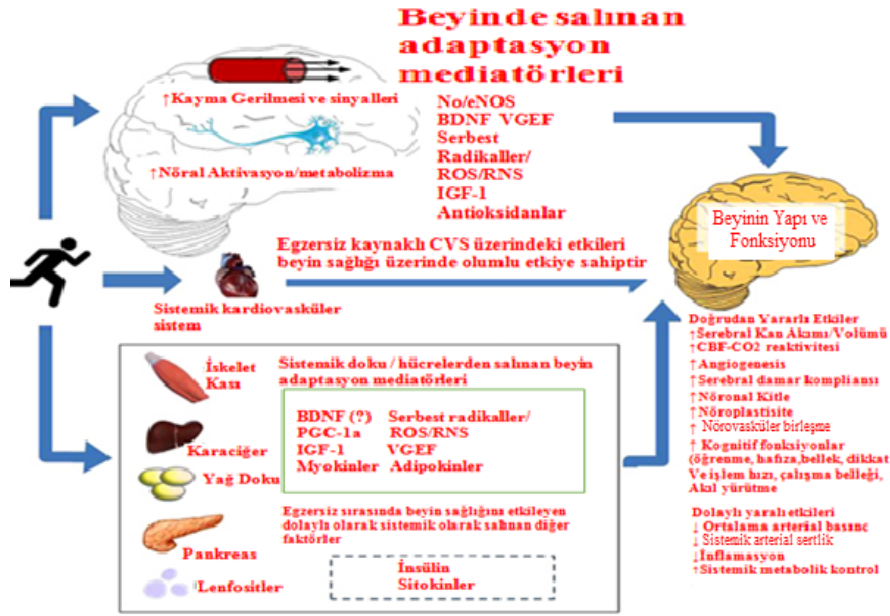 Beyinde salınan
adaptasyon
mediatörleri
↑Kayma Gerilmesi ve sinyalleri
↑Nöral Aktivasyon/metabolizma
No/eNOS
BDNF VGEF
Serbest
Radikaller/
ROS/RNS
IGF-1
Antioksidanlar
Beyinin Yapı ve
Fonksiyonu
Egzersiz kaynaklı CVS üzerindeki etkileri
beyin sağlığı üzerinde olumlu etkiye sahiptir
Sistemik kardiovasküler
sistem
İskelet
Kası
Karaciğer
Yağ Doku
Pankreas
Lenfositler
Sistemik doku / hücrelerden salınan beyin
adaptasyon mediatörleri
BDNF (?) Serbest radikaller/
PGC-1a ROS/RNS
IGF-1 VGEF
Myokinler Adipokinler
Egzersiz sırasında beyin sağlığına etkileyen
dolaylı olarak sistemik olarak salınan diğer
faktörler
İnsülin
Sitokinler
Doğrudan Yararlı Etkiler
↑Serebral Kan Akımı/Volümü
↑CBF-CO2 reaktivitesi
↑Angiogenesis
↑Serebral damar kompliansı
↑Nöronal Kitle
↑Nöroplastisite
↑ Nörovasküler birleşme
↑ Kognitif fonksiyonlar
(öğrenme, hafıza,bellek, dikkat
Ve işlem hızı, çalışma belleği,
Akıl yürütme
Dolaylı yaralı etkileri
↓ Ortalama arterial basınç
↓ Sistemik arterial sertlik
↓İnflamasyon
↑Sistemik metabolik kontrol